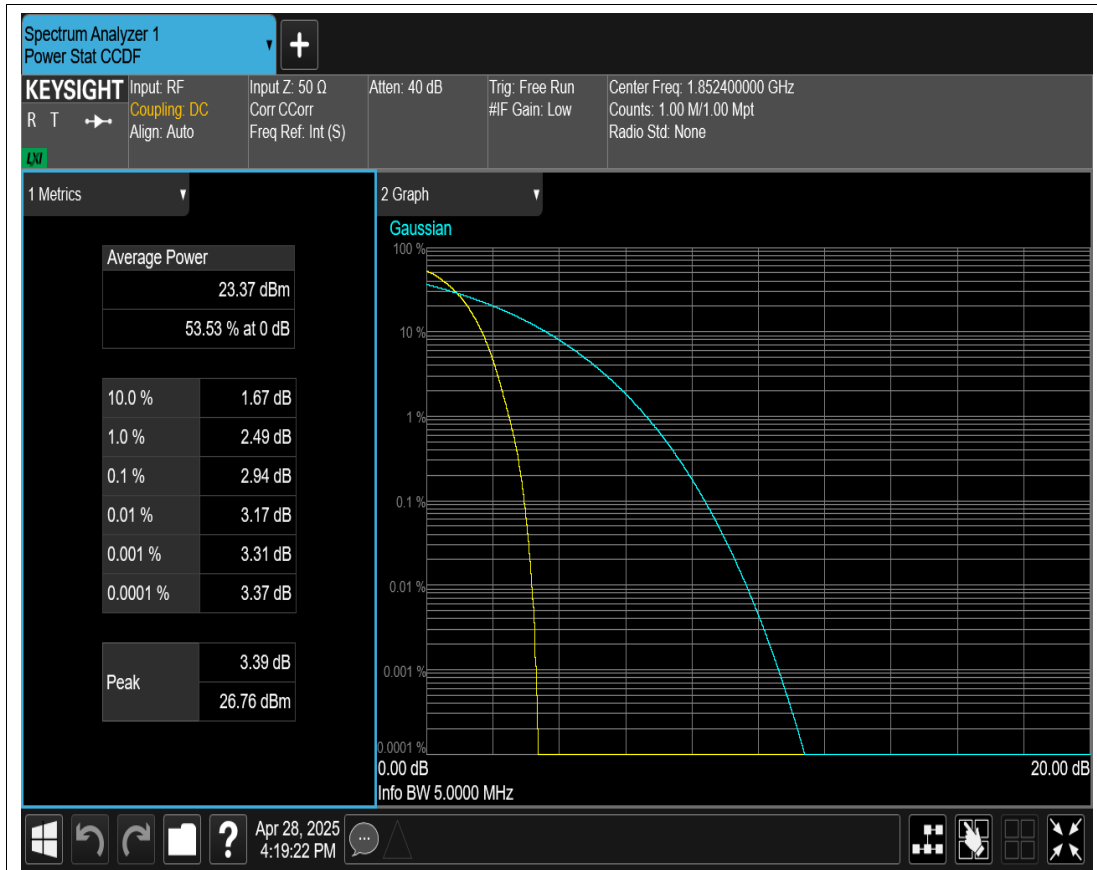 Spectrum Analyzer 1
Power Stat CCDF
KEYSIGHT
R T
LXI
Input: RF
Coupling: DC
Align: Auto
Input Z: 50 Ω
Corr CCorr
Freq Ref: Int (S)
Atten: 40 dB
Trig: Free Run
#IF Gain: Low
Center Freq: 1.852400000 GHz
Counts: 1.00 M/1.00 Mpt
Radio Std: None
1 Metrics
Average Power
23.37 dBm
53.53 % at 0 dB
10.0 % 1.67 dB
1.0 % 2.49 dB
0.1 % 2.94 dB
0.01 % 3.17 dB
0.001 % 3.31 dB
0.0001 % 3.37 dB
Peak
3.39 dB
26.76 dBm
2 Graph
Gaussian
100 %
10 %
1 %
0.1 %
0.01 %
0.001 %
0.0001 %
0.00 dB 20.00 dB
Info BW 5.0000 MHz
Apr 28, 2025
4:19:22 PM